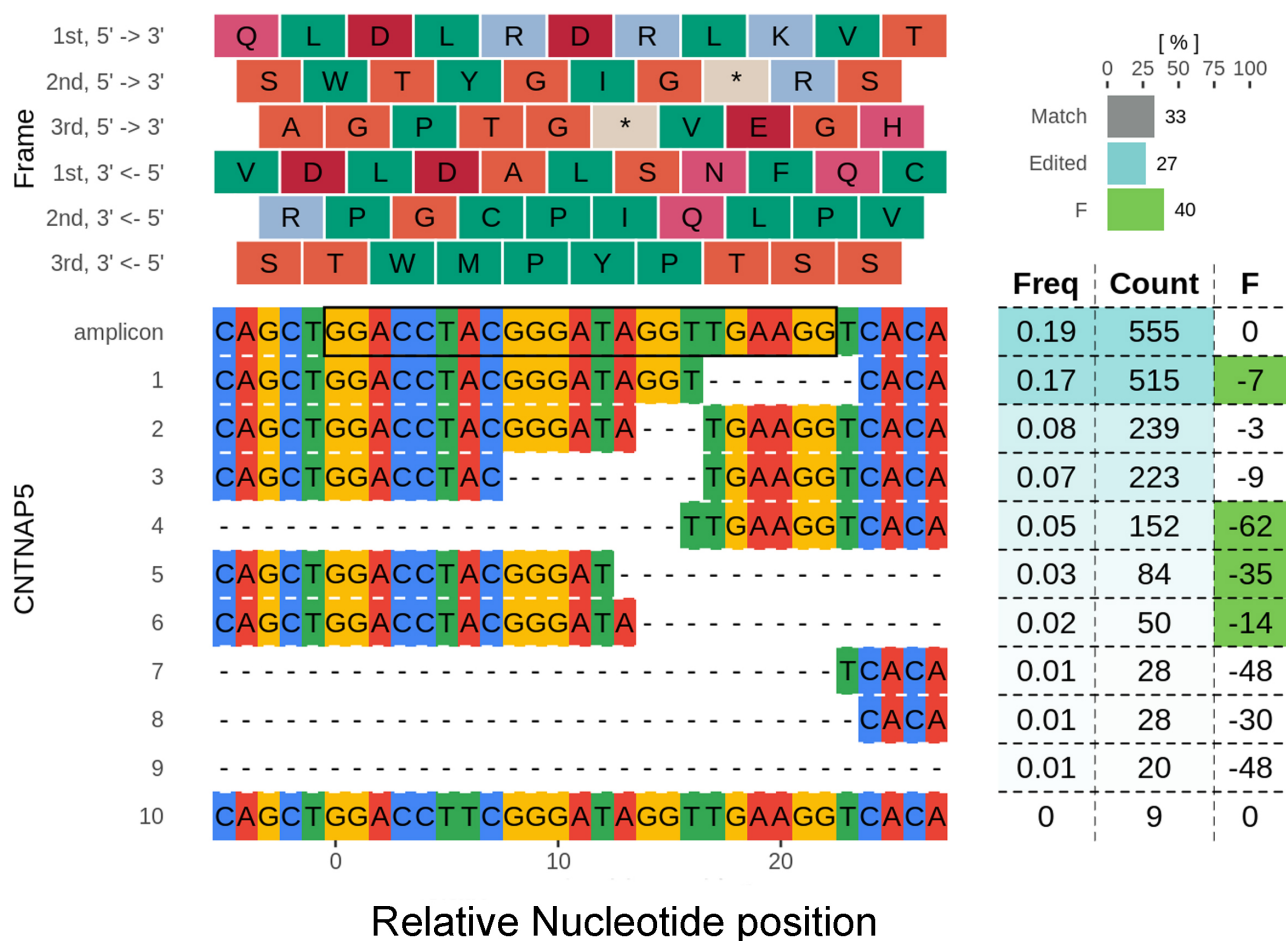 1st, 5' -> 3' Q L D L R D R L K V T
2nd, 5' -> 3' S W T Y G I G * R S
3rd, 5' -> 3' A G P T G * V E G H
1st, 3' <- 5' V D L D A L S N F Q C
2nd, 3' <- 5' R P G C P I Q L P V
3rd, 3' <- 5' S T W M P Y P T S S
Frame
[ % ]
0 25 50 75 100
Match 33
Edited 27
F 40
Freq Count F
amplicon CAGCTGGACCTACGGGATAGGTTGAAGGTCACA 0.19 555 0
1 CAGCTGGACCTACGGGATAGGT-------CACA 0.17 515 -7
2 CAGCTGGACCTACGGGATA---TGAAGGTCACA 0.08 239 -3
3 CAGCTGGACCTAC---------TGAAGGTCACA 0.07 223 -9
4 ---------------------TTGAAGGTCACA 0.05 152 -62
5 CAGCTGGACCTACGGGAT--------------- 0.03 84 -35
6 CAGCTGGACCTACGGGATA-------------- 0.02 50 -14
7 ----------------------------TCACA 0.01 28 -48
8 -----------------------------CACA 0.01 28 -30
9 --------------------------------- 0.01 20 -48
10 CAGCTGGACCTTCGGGATAGGTTGAAGGTCACA 0 9 0
CNTNAP5
0 10 20
Relative Nucleotide position